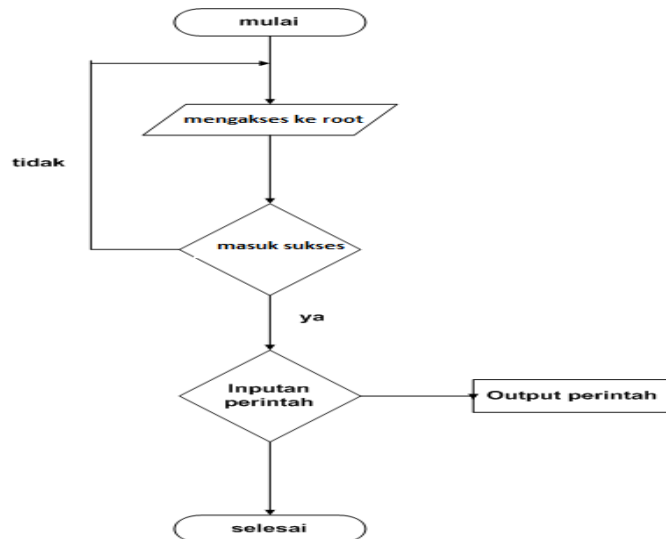 mulai
mengakses ke root
tidak
masuk sukses
ya
Inputan
perintah
Output perintah
selesai